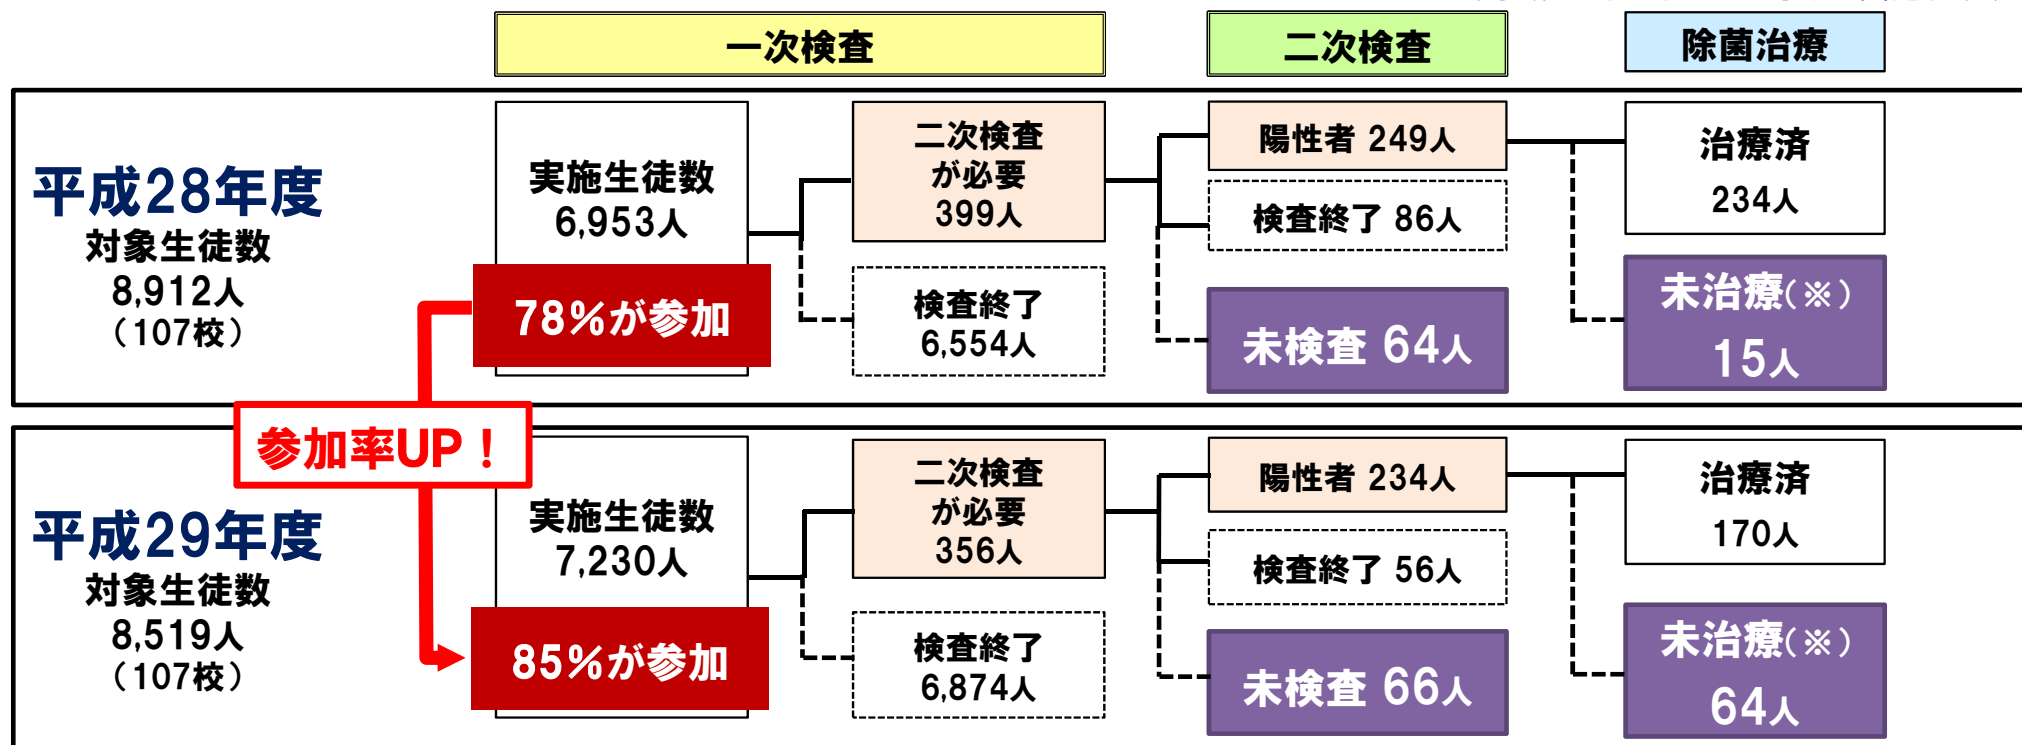 一次検査
二次検査
除菌治療
平成28年度
対象生徒数
8,912人
（107校）
実施生徒数
6,953人
78%が参加
二次検査
が必要
399人
検査終了
6,554人
陽性者 249人
検査終了 86人
未検査 64人
治療済
234人
未治療(※)
15人
参加率UP！
平成29年度
対象生徒数
8,519人
（107校）
実施生徒数
7,230人
85%が参加
二次検査
が必要
356人
検査終了
6,874人
陽性者 234人
検査終了 56人
未検査 66人
治療済
170人
未治療(※)
64人